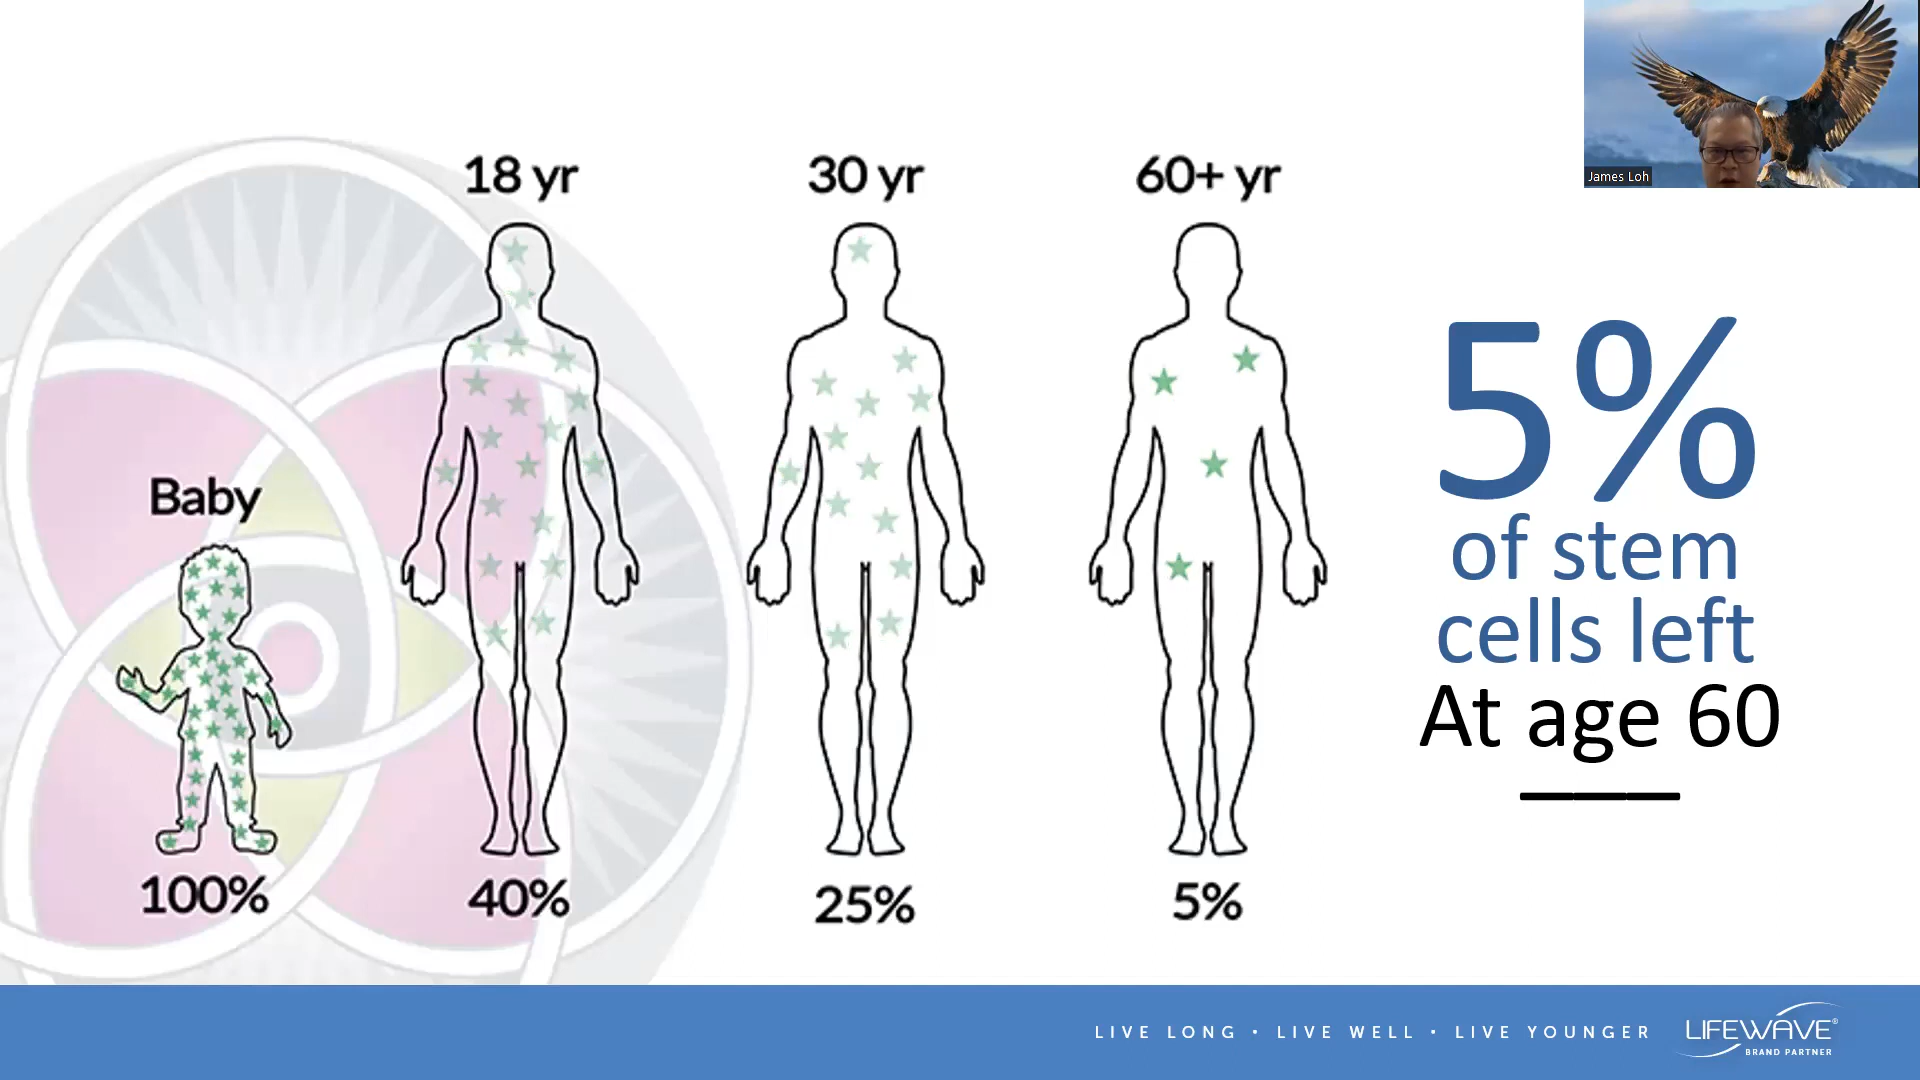 James Loh
18 yr
30 yr
60+ yr
Baby
100%
40%
25%
5%
5%
of stem
cells left
At age 60
LIVE LONG • LIVE WELL • LIVE YOUNGER
LIFEWAVE®
BRAND PARTNER